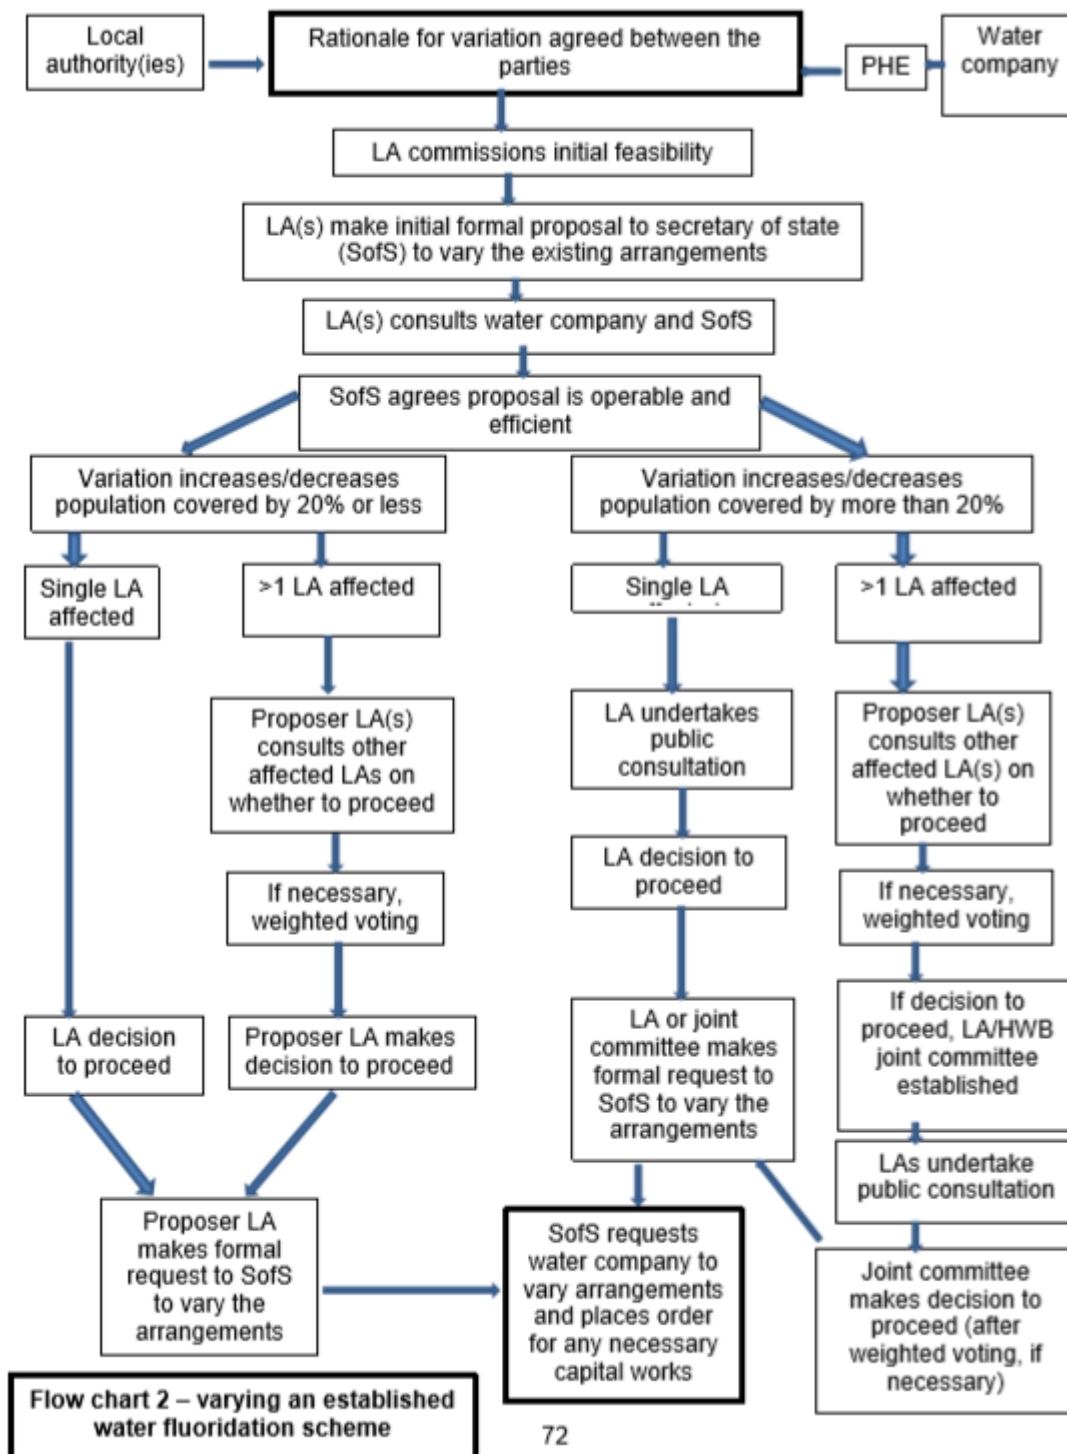 Local
authority(ies)
Rationale for variation agreed between the
parties
PHE
Water
company
LA commissions initial feasibility
LA(s) make initial formal proposal to secretary of state
(SofS) to vary the existing arrangements
LA(s) consults water company and SofS
SofS agrees proposal is operable and
efficient
Variation increases/decreases
population covered by 20% or less
Variation increases/decreases
population covered by more than 20%
Single LA
affected
>1 LA affected
Single LA
>1 LA affected
Proposer LA(s)
consults other
affected LAs on
whether to proceed
LA undertakes
public
consultation
Proposer LA(s)
consults other
affected LA(s) on
whether to
proceed
If necessary,
weighted voting
LA decision to
proceed
If necessary,
weighted voting
LA decision
to proceed
Proposer LA makes
decision to proceed
LA or joint
committee makes
formal request to
SofS to vary the
arrangements
If decision to
proceed, LA/HWB
joint committee
established
LAs undertake
public consultation
Proposer LA
makes formal
request to SofS
to vary the
arrangements
SofS requests
water company to
vary arrangements
and places order
for any necessary
capital works
Joint committee
makes decision to
proceed (after
weighted voting, if
necessary)
Flow chart 2 – varying an established
water fluoridation scheme
72